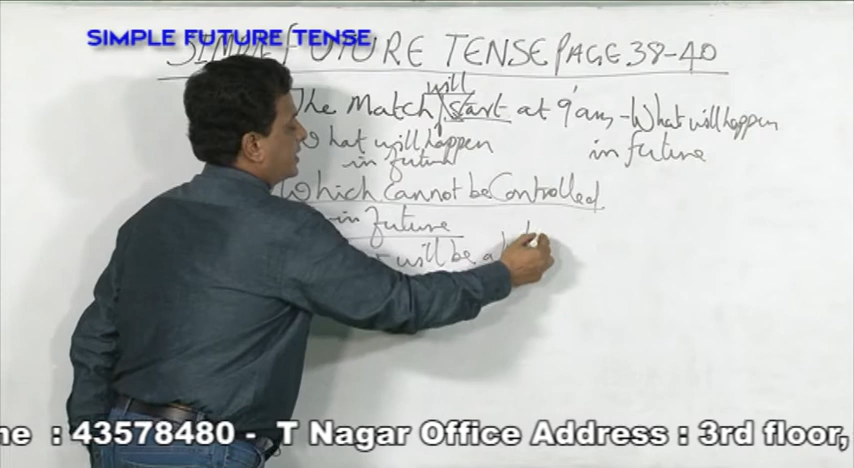 SIMPLE FUTURE TENSE
SIMPLE FUTURE TENSE PAGE 38-40
will
The Match start at 9 am - What will happen
in future
What will happen
in future
Which cannot be Controlled
in future
will be a
ne : 43578480 - T Nagar Office Address : 3rd floor,